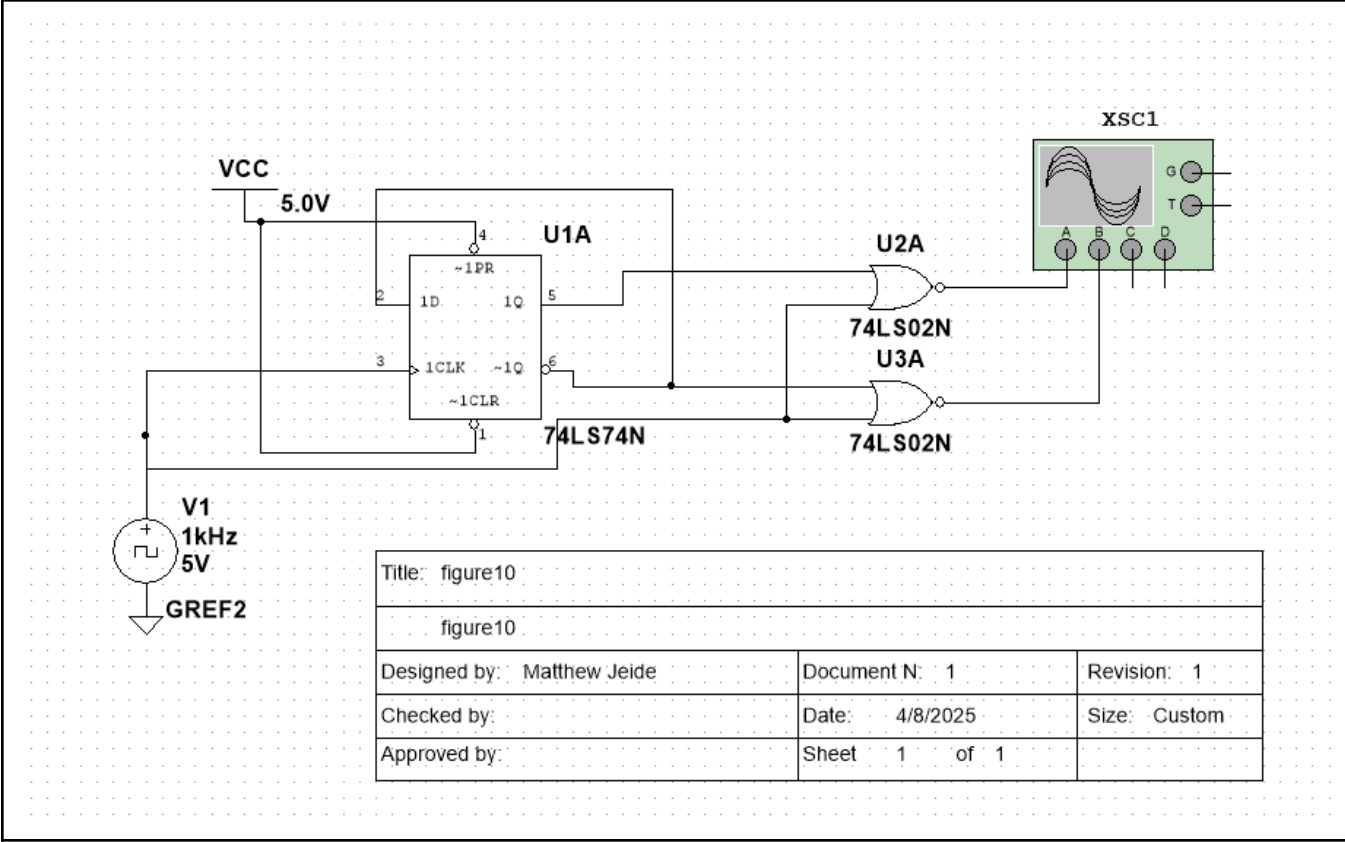 XSC1
G
T
A B C D
VCC
5.0V
4
U1A
~1PR
2
1D
1Q
5
3
1CLK
~1Q
6
~1CLR
1
74LS74N
U2A
74LS02N
U3A
74LS02N
V1
+
1kHz
5V
GREF2
Title: figure10
figure10
Designed by: Matthew Jeide
Document N: 1
Revision: 1
Checked by:
Date: 4/8/2025
Size: Custom
Approved by:
Sheet 1 of 1